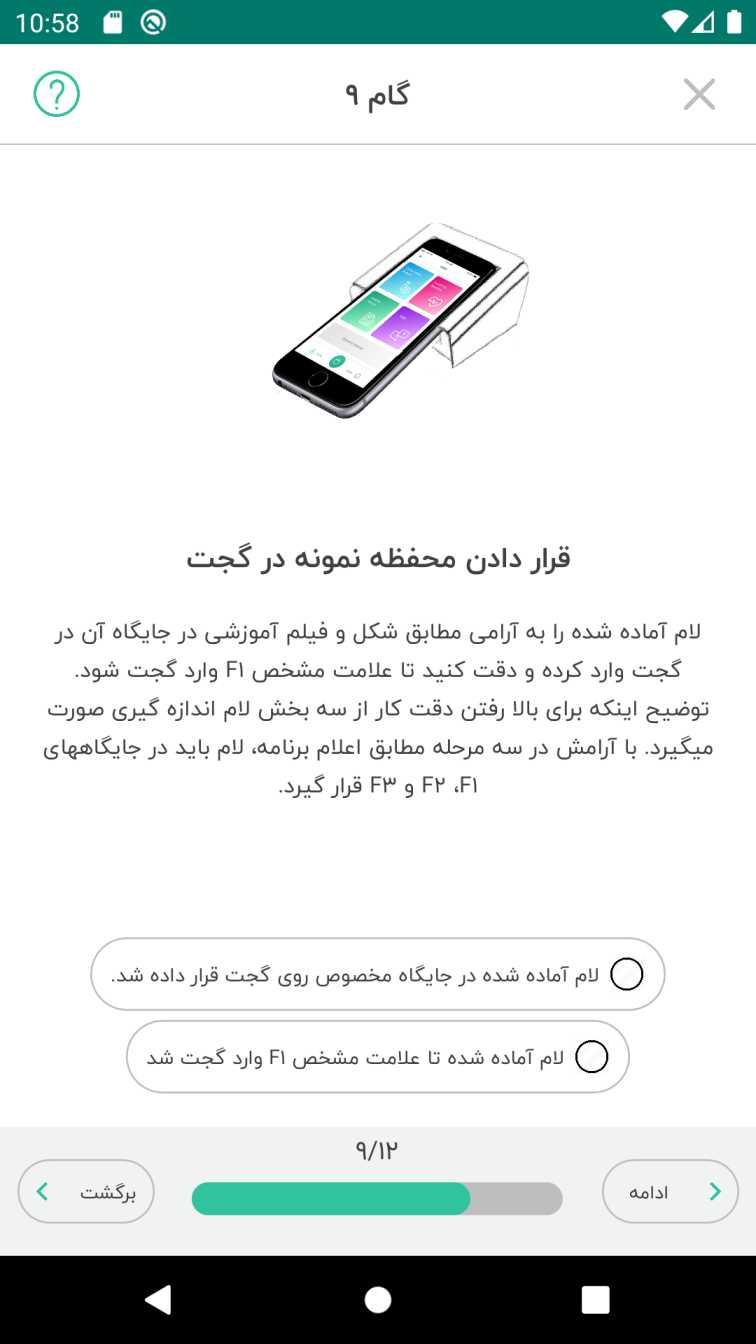 10:58
گام ۹
قرار دادن محفظه نمونه در گجت
لام آماده شده را به آرامی مطابق شکل و فیلم آموزشی در جایگاه آن در
گجت وارد کرده و دقت کنید تا علامت مشخص F۱ وارد گجت شود.
توضیح اینکه برای بالا رفتن دقت کار از سه بخش لام اندازه گیری صورت
میگیرد. با آرامش در سه مرحله مطابق اعلام برنامه، لام باید در جایگاههای
F۱، F۲ و F۳ قرار گیرد.
لام آماده شده در جایگاه مخصوص روی گجت قرار داده شد.
لام آماده شده تا علامت مشخص F۱ وارد گجت شد
۹/۱۲
ادامه
برگشت